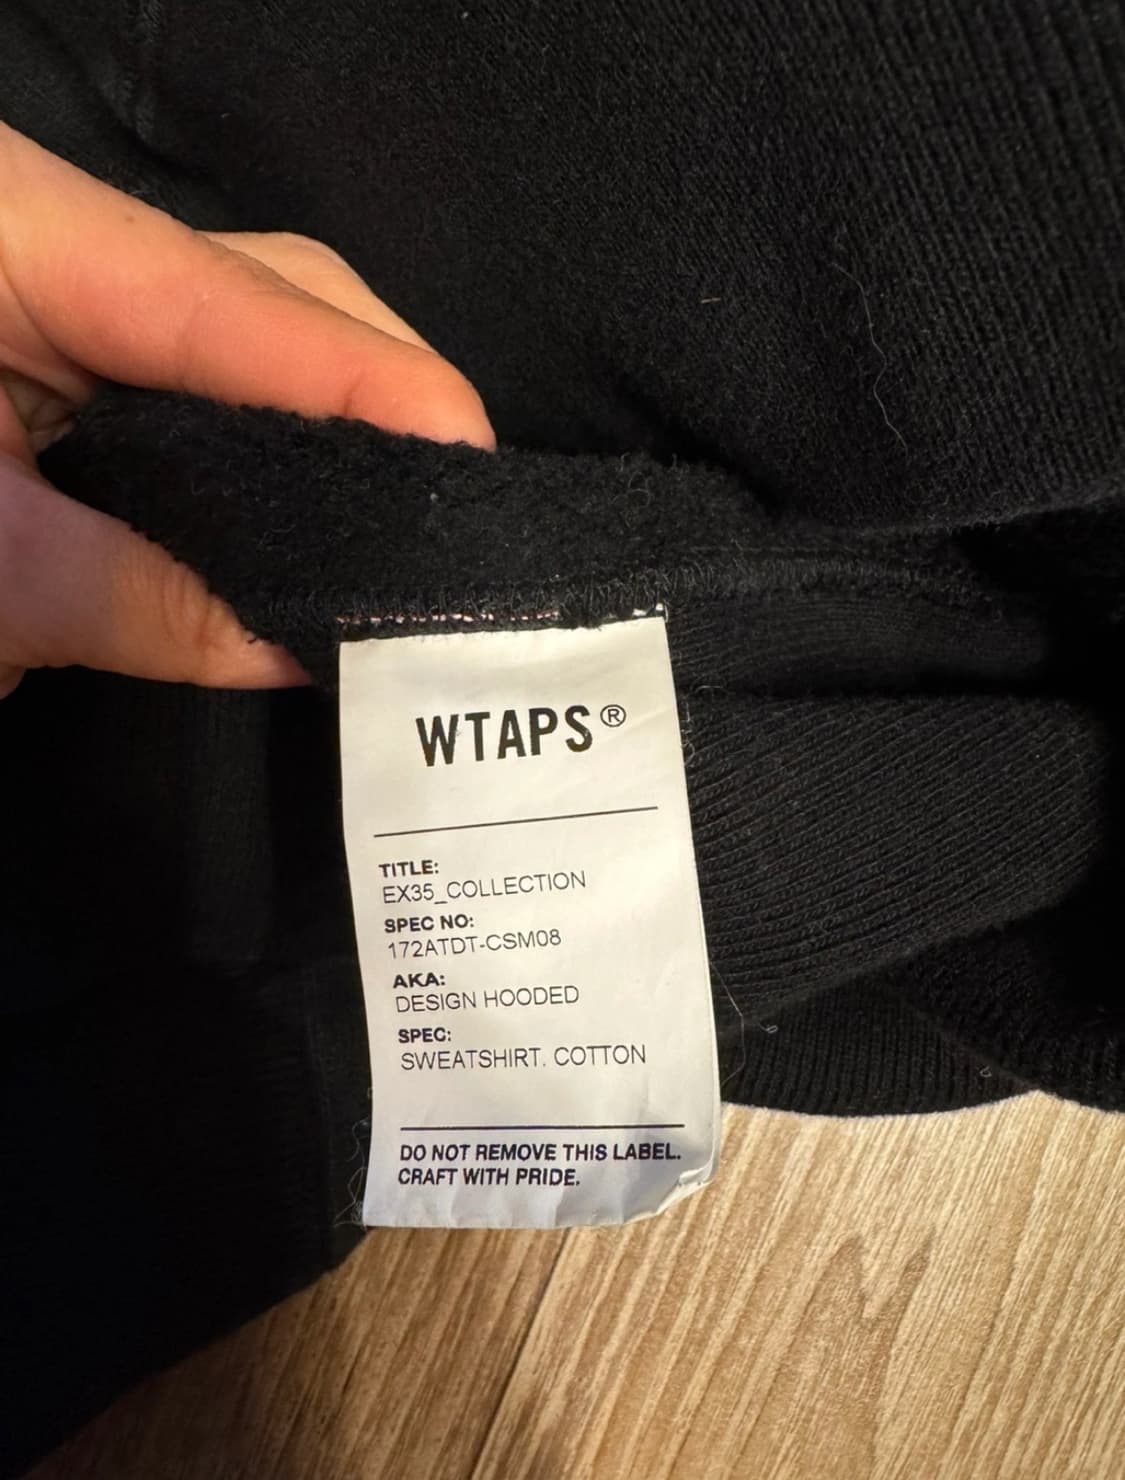 WTAPS®
TITLE:
EX35_COLLECTION
SPEC NO:
172ATDT-CSM08
AKA:
DESIGN HOODED
SPEC:
SWEATSHIRT. COTTON
DO NOT REMOVE THIS LABEL.
CRAFT WITH PRIDE.